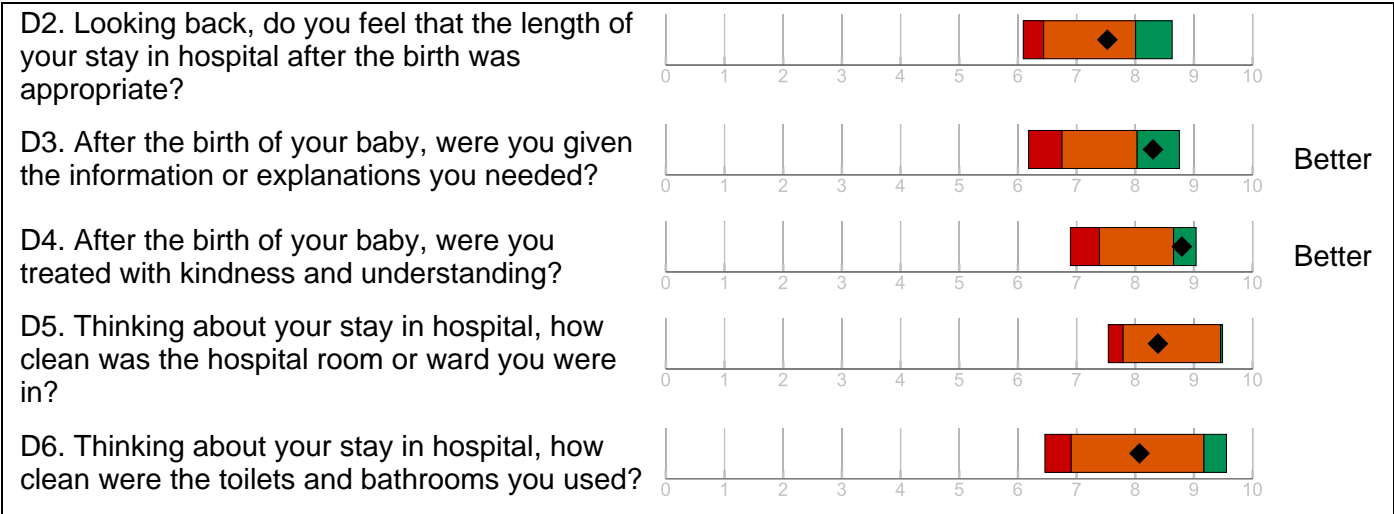 D2. Looking back, do you feel that the length of
your stay in hospital after the birth was
appropriate?
0 1 2 3 4 5 6 7 8 9 10
D3. After the birth of your baby, were you given
the information or explanations you needed?
0 1 2 3 4 5 6 7 8 9 10
Better
D4. After the birth of your baby, were you
treated with kindness and understanding?
0 1 2 3 4 5 6 7 8 9 10
Better
D5. Thinking about your stay in hospital, how
clean was the hospital room or ward you were
in?
0 1 2 3 4 5 6 7 8 9 10
D6. Thinking about your stay in hospital, how
clean were the toilets and bathrooms you used?
0 1 2 3 4 5 6 7 8 9 10